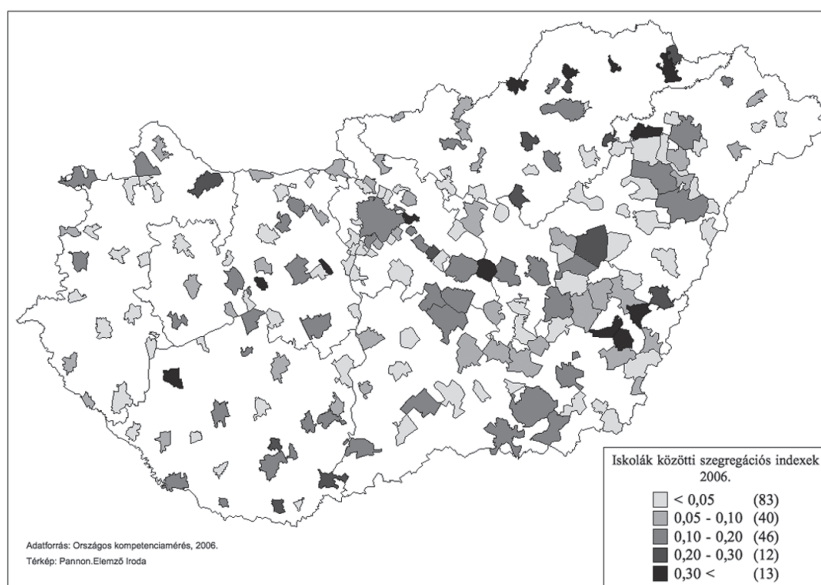 Iskolák közötti szegregációs indexek
2006.
< 0,05 (83)
0,05 - 0,10 (40)
0,10 - 0,20 (46)
0,20 - 0,30 (12)
0,30 < (13)
Adatforrás: Országos kompetenciamérés, 2006.
Térkép: Pannon.Elemző Iroda